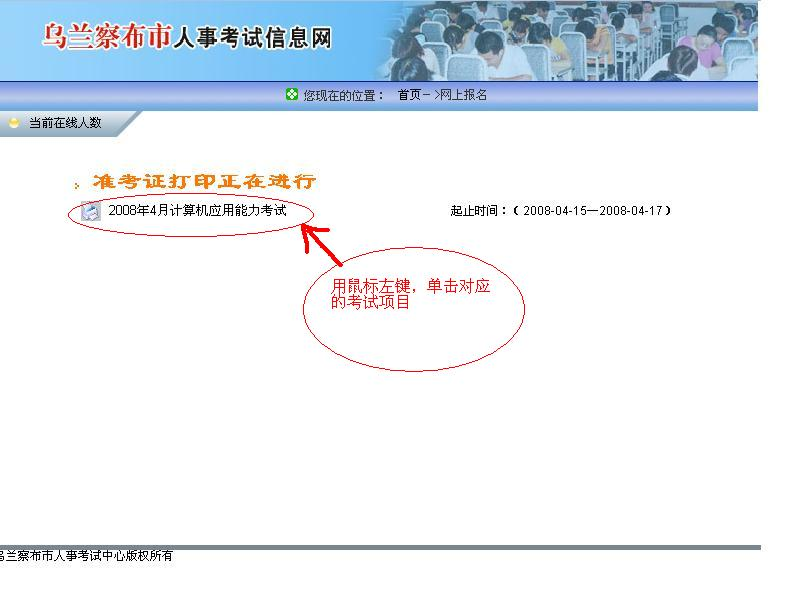 乌兰察布市人事考试信息网
您现在的位置： 首页->网上报名
当前在线人数
准考证打印正在进行
2008年4月计算机应用能力考试 起止时间：（2008-04-15—2008-04-17）
用鼠标左键，单击对应
的考试项目
乌兰察布市人事考试中心版权所有